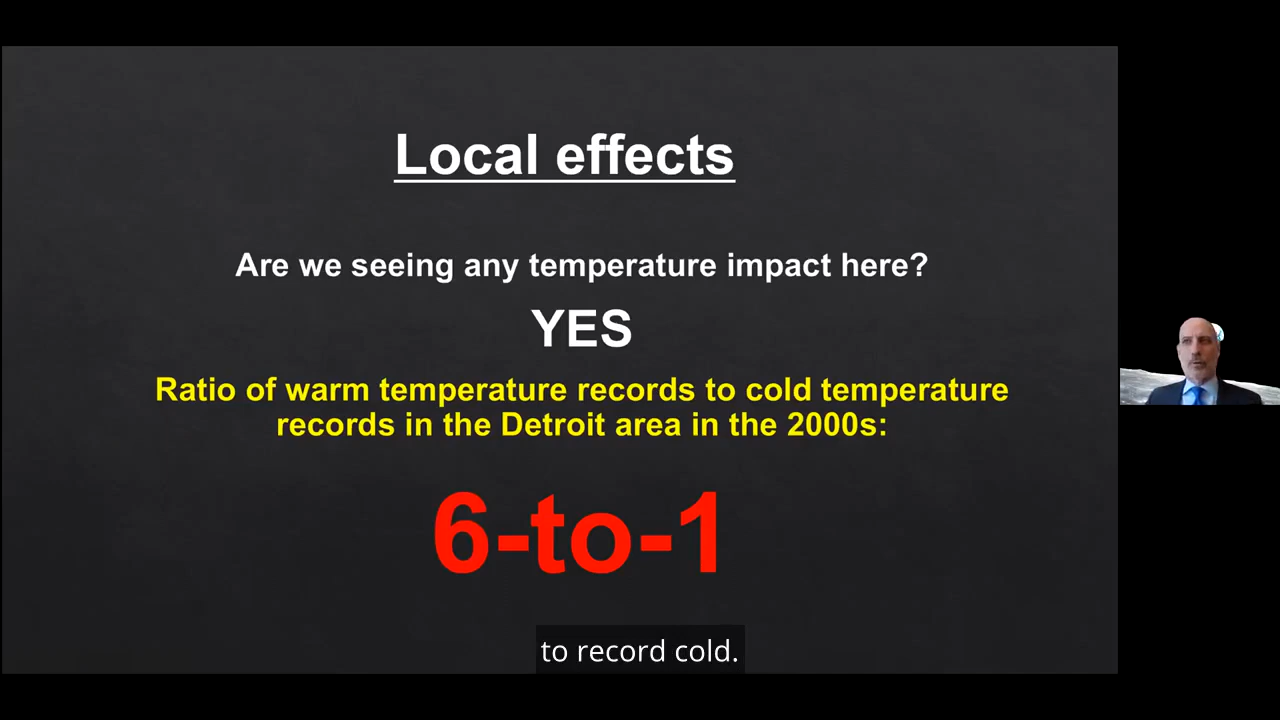 Local effects
Are we seeing any temperature impact here?
YES
Ratio of warm temperature records to cold temperature
records in the Detroit area in the 2000s:
6-to-1
to record cold.